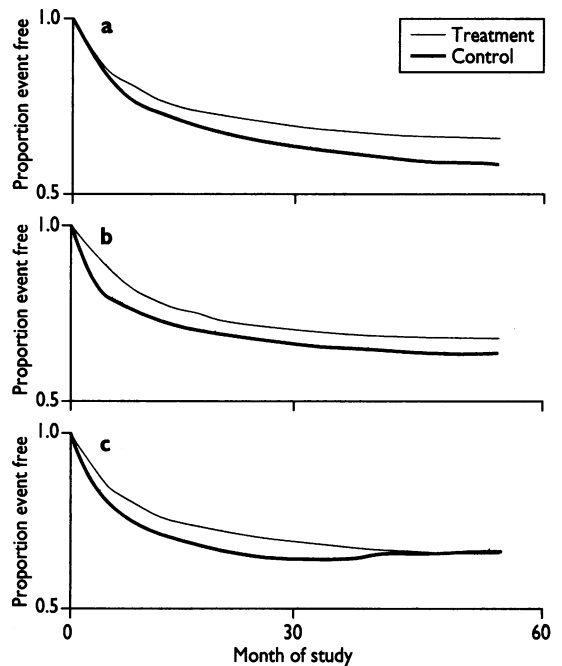 Proportion event free
1.0
a
Treatment
Control
0.5
Proportion event free
1.0
b
0.5
Proportion event free
1.0
c
0.5
0
30
60
Month of study